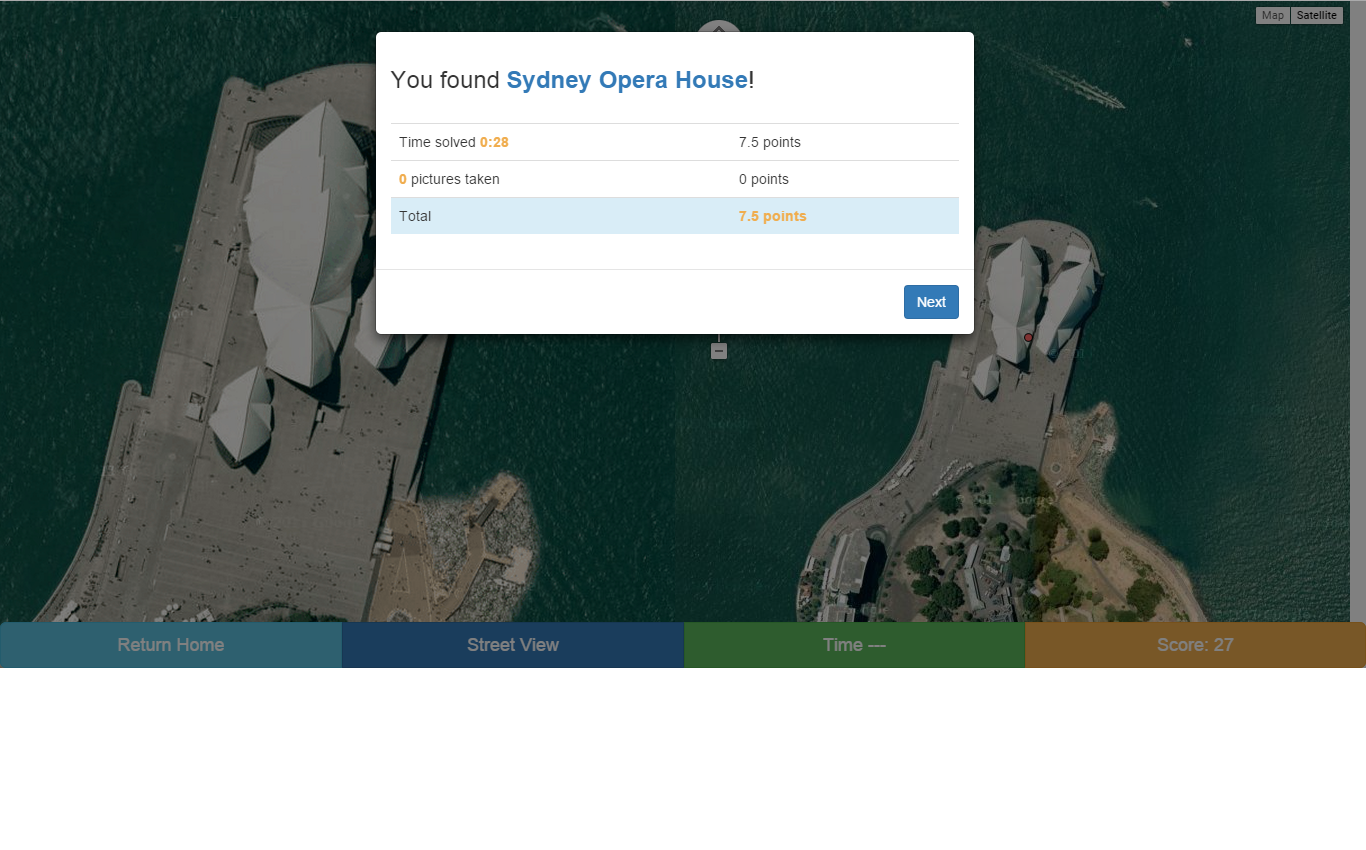 Map Satellite
You found Sydney Opera House!
Time solved 0:28 7.5 points
0 pictures taken 0 points
Total 7.5 points
Next
Return Home Street View Time --- Score: 27